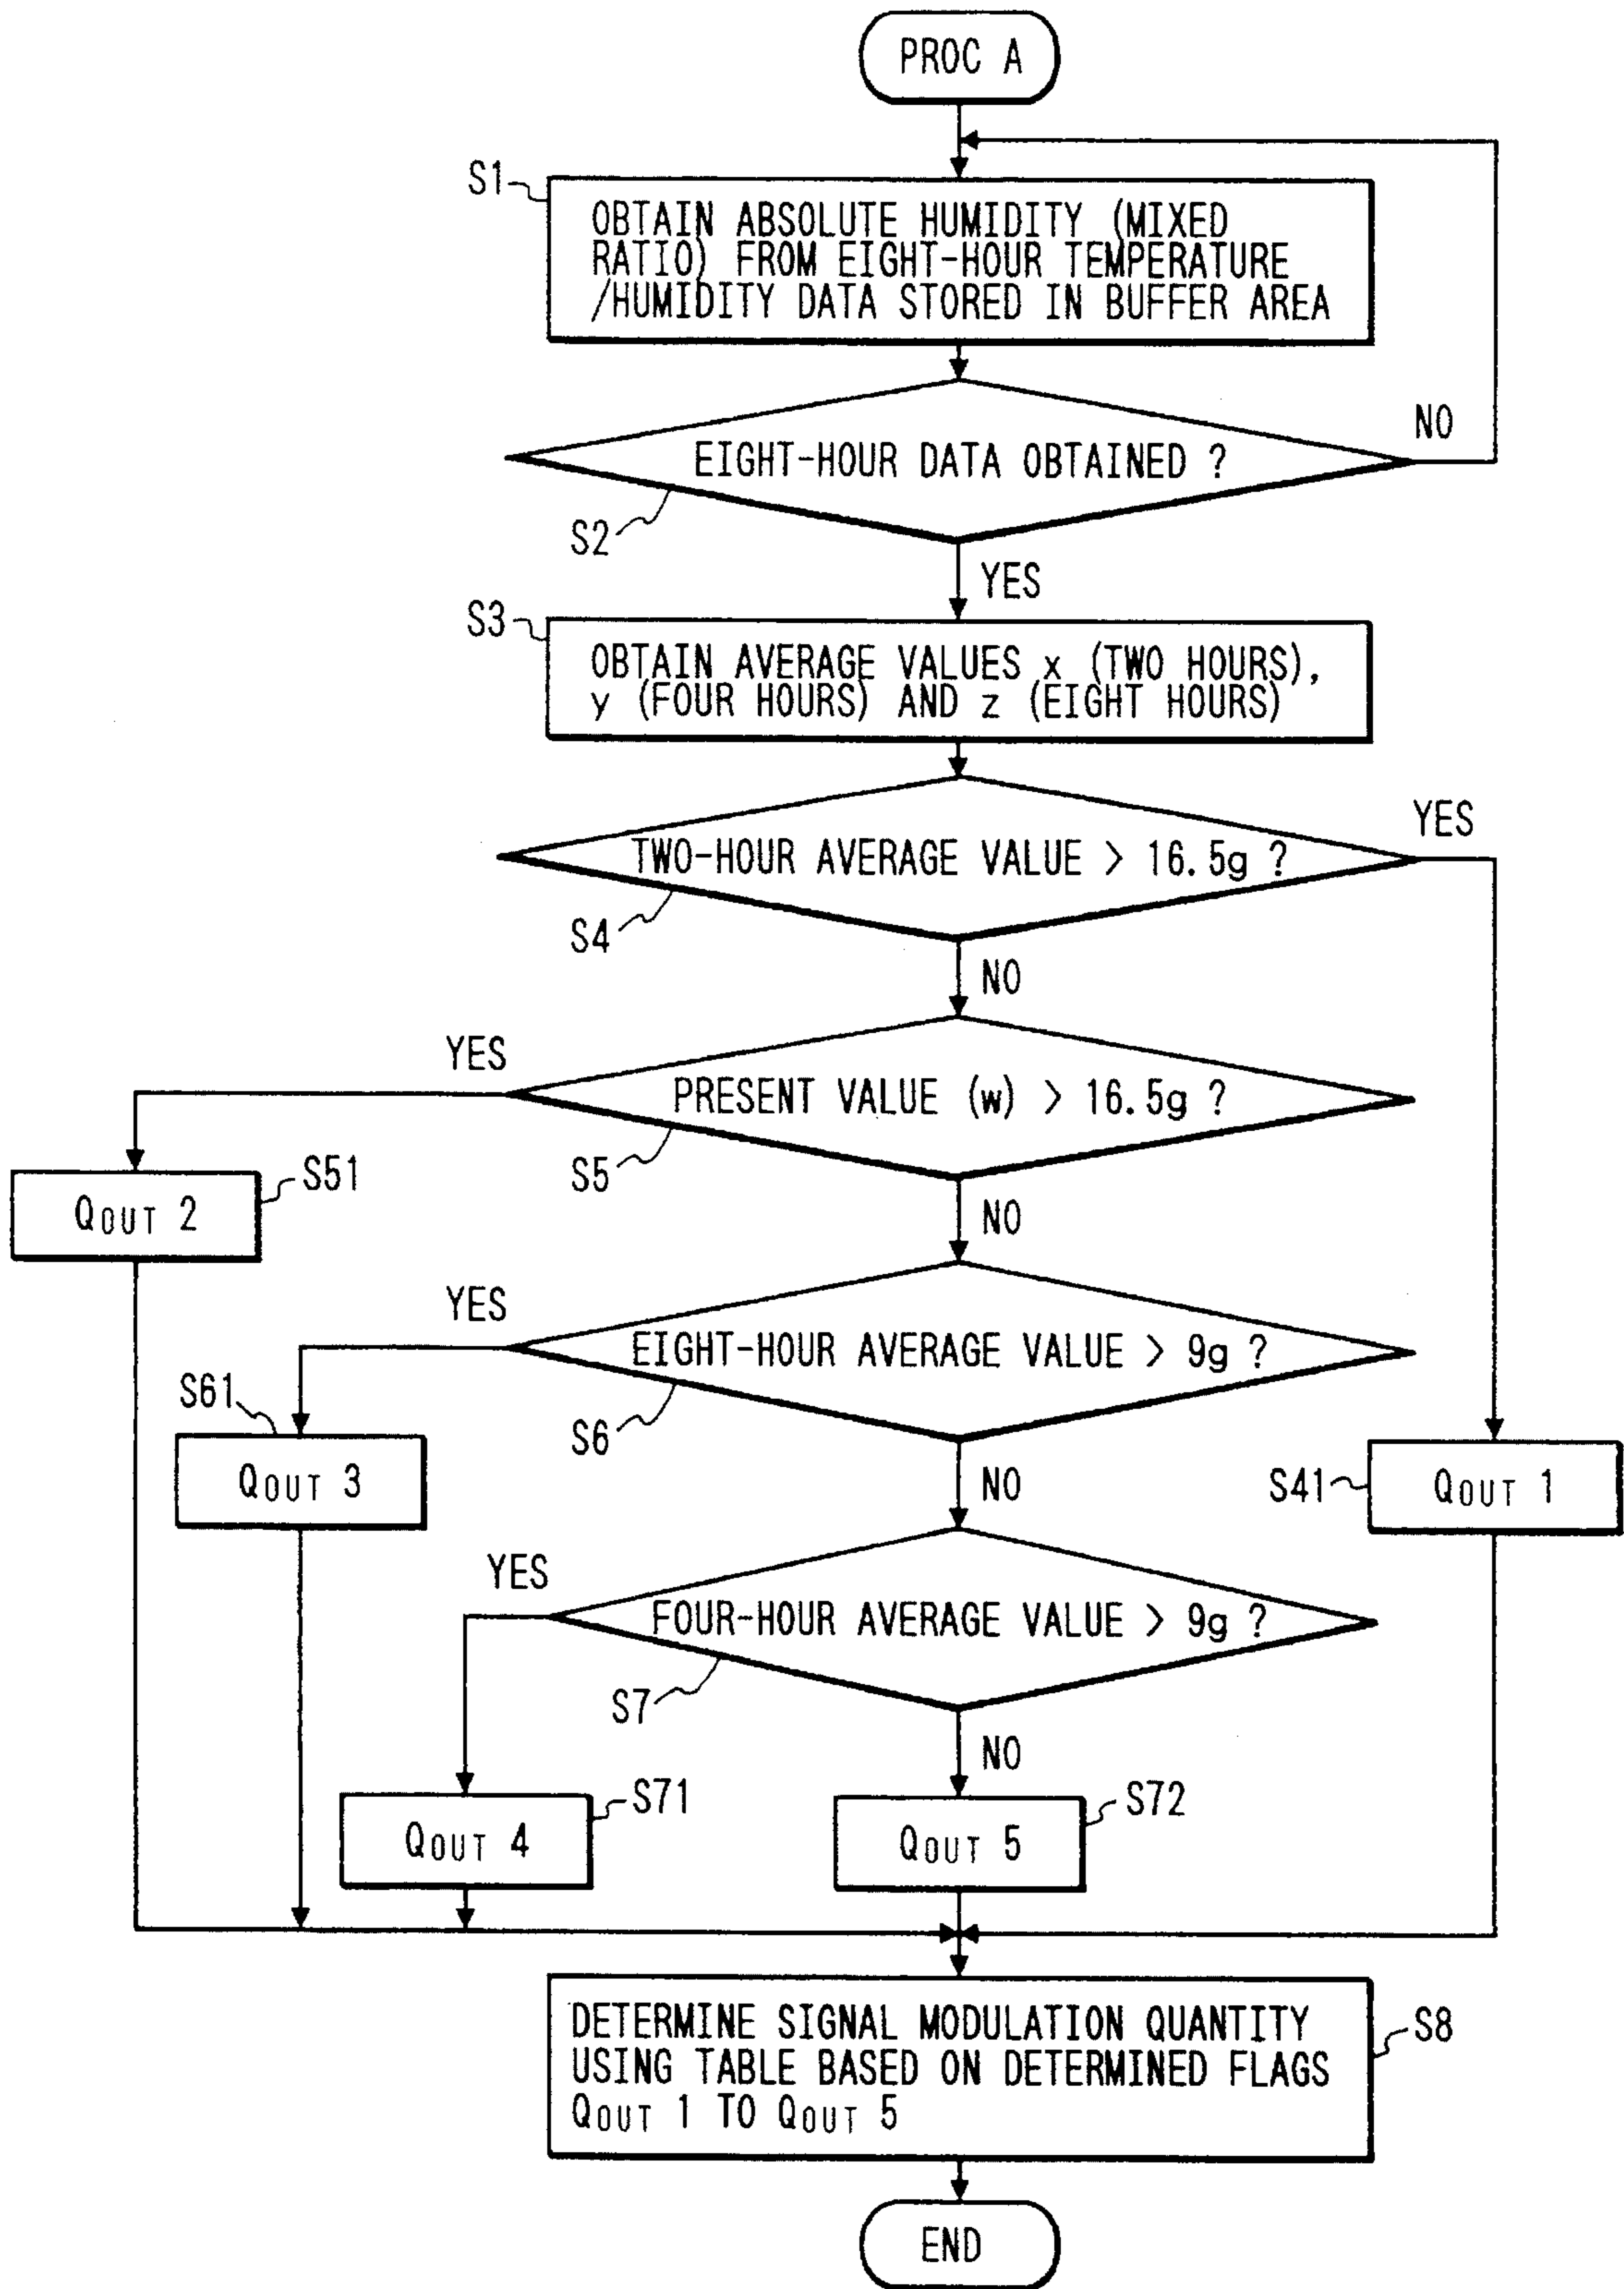 PROC A
S1
OBTAIN ABSOLUTE HUMIDITY (MIXED
RATIO) FROM EIGHT-HOUR TEMPERATURE
/HUMIDITY DATA STORED IN BUFFER AREA
NO
EIGHT-HOUR DATA OBTAINED ?
S2
YES
S3
OBTAIN AVERAGE VALUES x (TWO HOURS),
y (FOUR HOURS) AND z (EIGHT HOURS)
YES
TWO-HOUR AVERAGE VALUE > 16.5g ?
S4
NO
YES
PRESENT VALUE (w) > 16.5g ?
S5
S51
QOUT 2
NO
YES
EIGHT-HOUR AVERAGE VALUE > 9g ?
S61
S6
QOUT 3
NO
S41
QOUT 1
YES
FOUR-HOUR AVERAGE VALUE > 9g ?
S7
NO
S71
QOUT 4
S72
QOUT 5
DETERMINE SIGNAL MODULATION QUANTITY
USING TABLE BASED ON DETERMINED FLAGS
QOUT 1 TO QOUT 5
S8
END